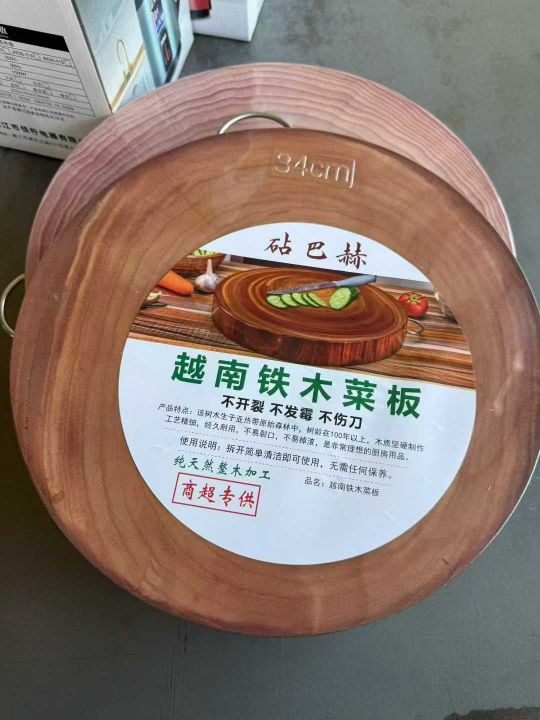 34cm
砧巴赫
越南铁木菜板
不开裂 不发霉 不伤刀
产品特点：该树木生于亚热带原始森林中，树龄在100年以上，木质坚硬制作
工艺精细，经久耐用，不易裂口，不易掉渣，是非常理想的厨房用品。
使用说明：拆开简单清洁即可使用，无需任何保养。
纯天然整木加工
品名：越南铁木菜板
商超专供